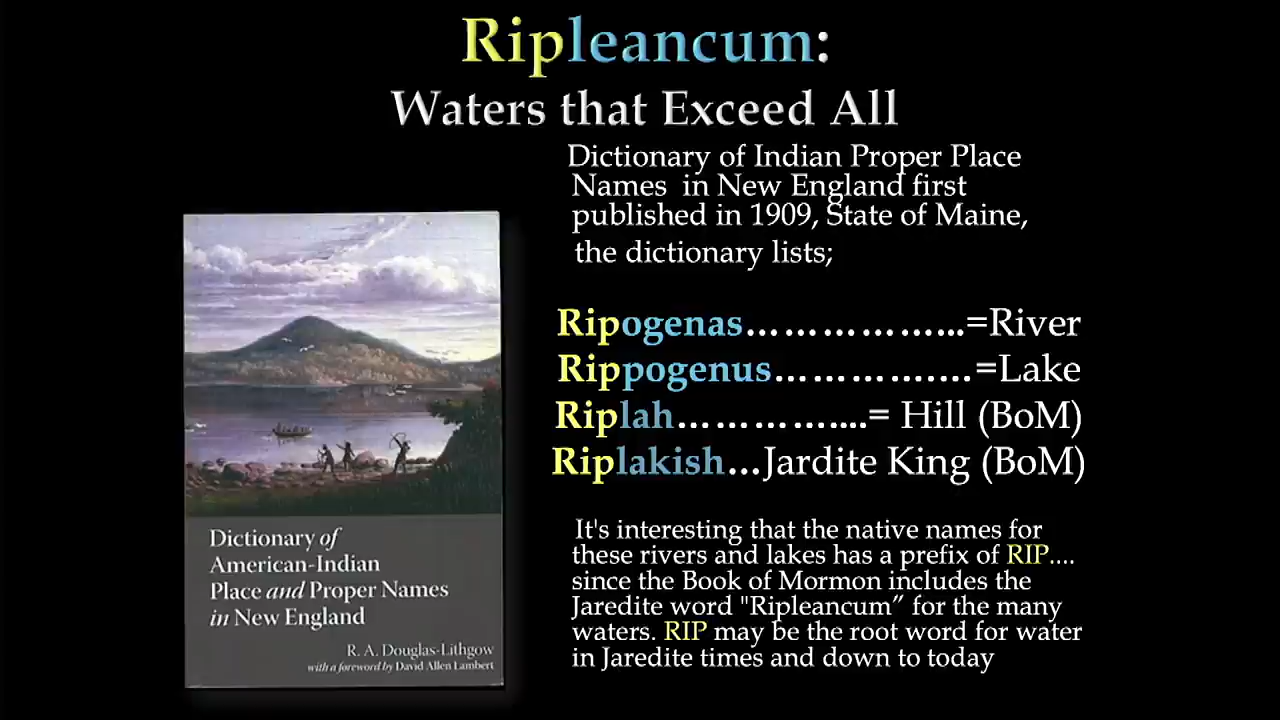 Ripleancum:
Waters that Exceed All
Dictionary of Indian Proper Place
Names in New England first
published in 1909, State of Maine,
the dictionary lists;
Ripogenas……………...=River
Rippogenus………….….=Lake
Riplah…………....= Hill (BoM)
Riplakish…Jardite King (BoM)
It's interesting that the native names for
these rivers and lakes has a prefix of RIP....
since the Book of Mormon includes the
Jaredite word "Ripleancum” for the many
waters. RIP may be the root word for water
in Jaredite times and down to today
Dictionary of
American-Indian
Place and Proper Names
in New England
R. A. Douglas-Lithgow
with a foreword by David Allen Lambert